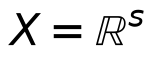 X = ℝˢ